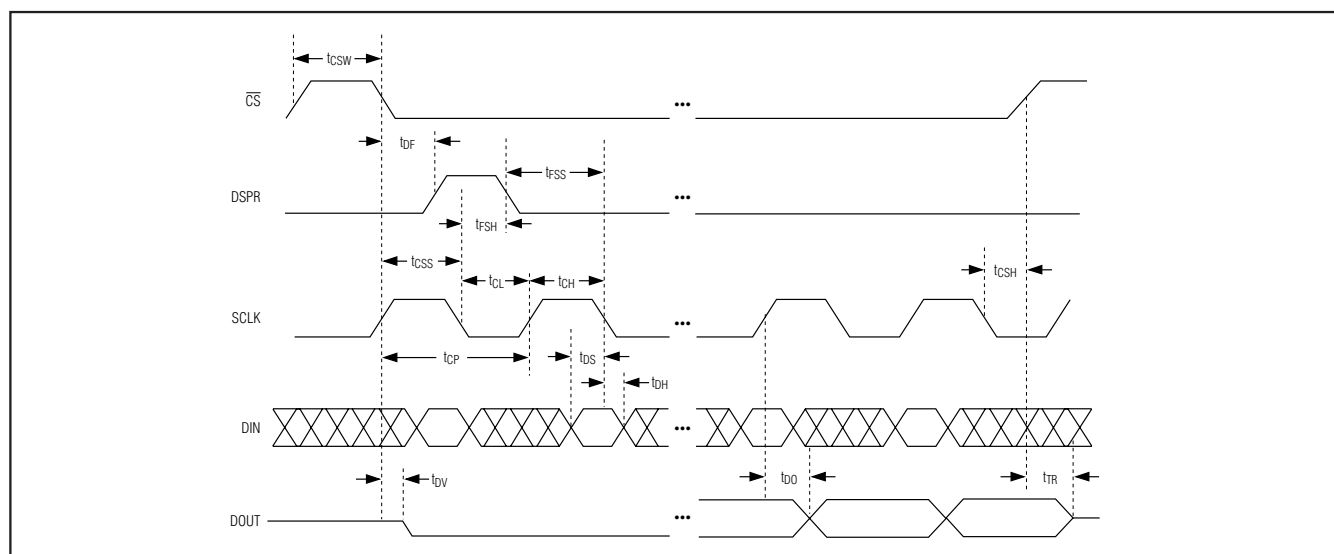 tCSW
CS
•••
tDF
tFSS
DSPR
•••
tFSH
tCSS
tCSH
tCL
tCH
SCLK
•••
tCP
tDS
tDH
DIN
•••
tDV
tDO
tTR
DOUT
•••